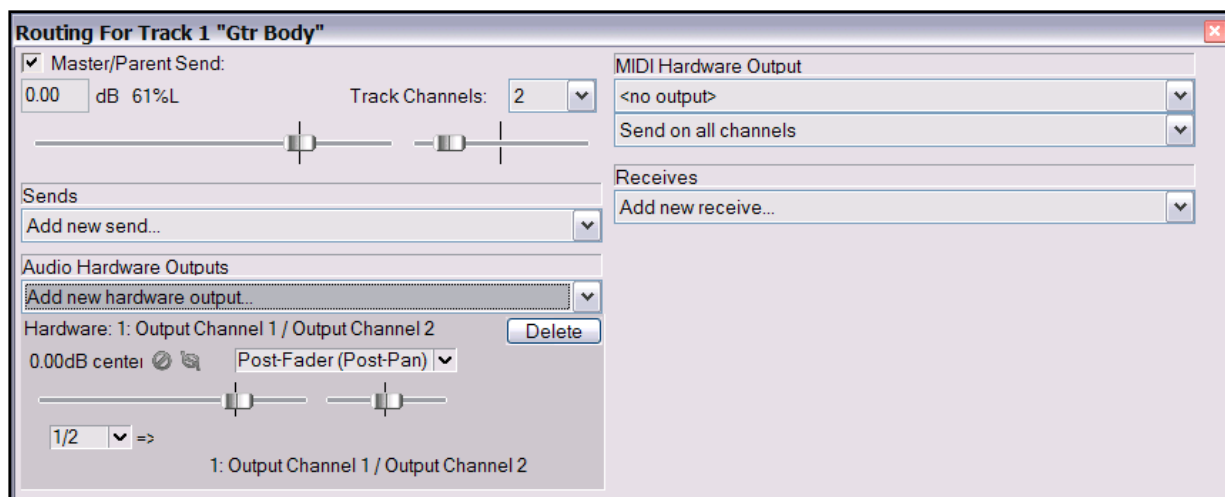 Routing For Track 1 "Gtr Body"
Master/Parent Send:
0.00 dB 61%L Track Channels: 2
Sends
Add new send...
Audio Hardware Outputs
Add new hardware output...
Hardware: 1: Output Channel 1 / Output Channel 2 Delete
0.00dB center Post-Fader (Post-Pan)
1/2 =>
1: Output Channel 1 / Output Channel 2
MIDI Hardware Output
<no output>
Send on all channels
Receives
Add new receive...